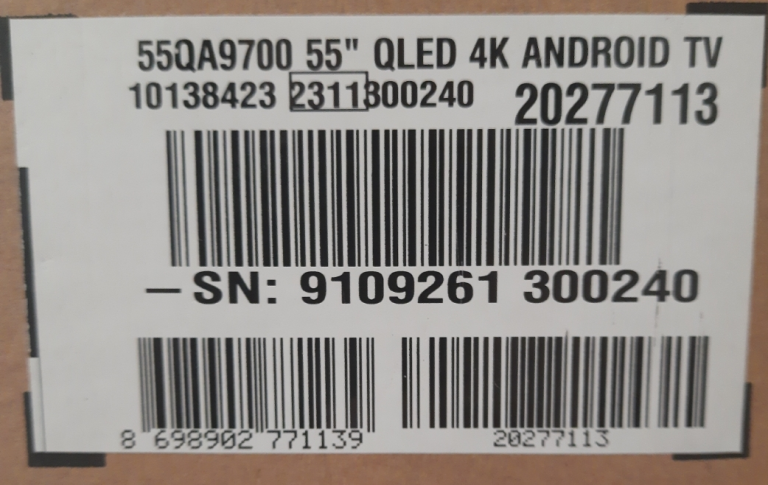 55QA9700 55" QLED 4K ANDROID TV
10138423 2311300240 20277113
—SN: 9109261 300240
8 698902 771139 20277113